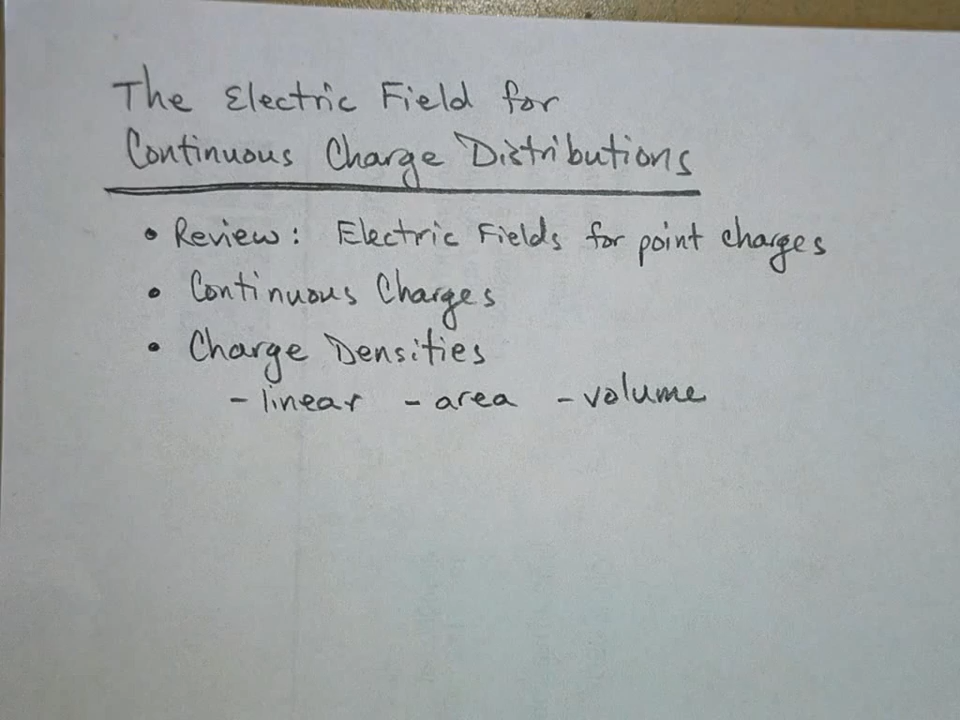 The Electric Field for
Continuous Charge Distributions
• Review: Electric Fields for point charges
• Continuous Charges
• Charge Densities
- linear - area - volume